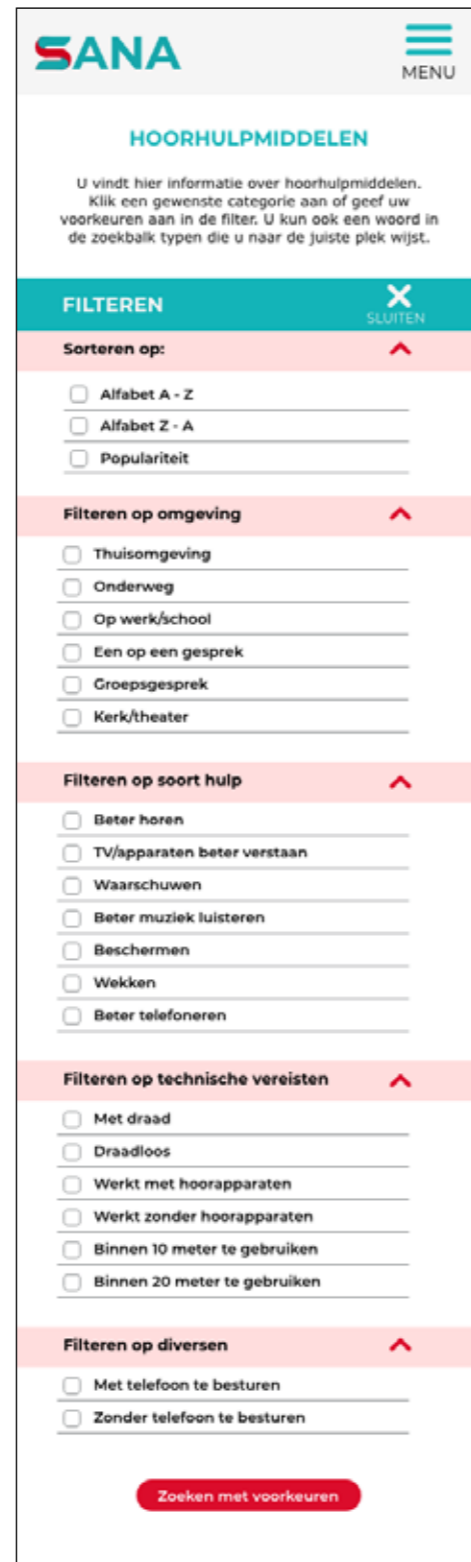 SANA
MENU
HOORHULPMIDDELEN
U vindt hier informatie over hoorhulpmiddelen.
Klik een gewenste categorie aan of geef uw
voorkeuren aan in de filter. U kun ook een woord in
de zoekbalk typen die u naar de juiste plek wijst.
FILTEREN
SLUITEN
Sorteren op:
Alfabet A - Z
Alfabet Z - A
Populariteit
Filteren op omgeving
Thuisomgeving
Onderweg
Op werk/school
Een op een gesprek
Groepsgesprek
Kerk/theater
Filteren op soort hulp
Beter horen
TV/apparaten beter verstaan
Waarschuwen
Beter muziek luisteren
Beschermen
Wekken
Beter telefoneren
Filteren op technische vereisten
Met draad
Draadloos
Werkt met hoorapparaten
Werkt zonder hoorapparaten
Binnen 10 meter te gebruiken
Binnen 20 meter te gebruiken
Filteren op diversen
Met telefoon te besturen
Zonder telefoon te besturen
Zoeken met voorkeuren